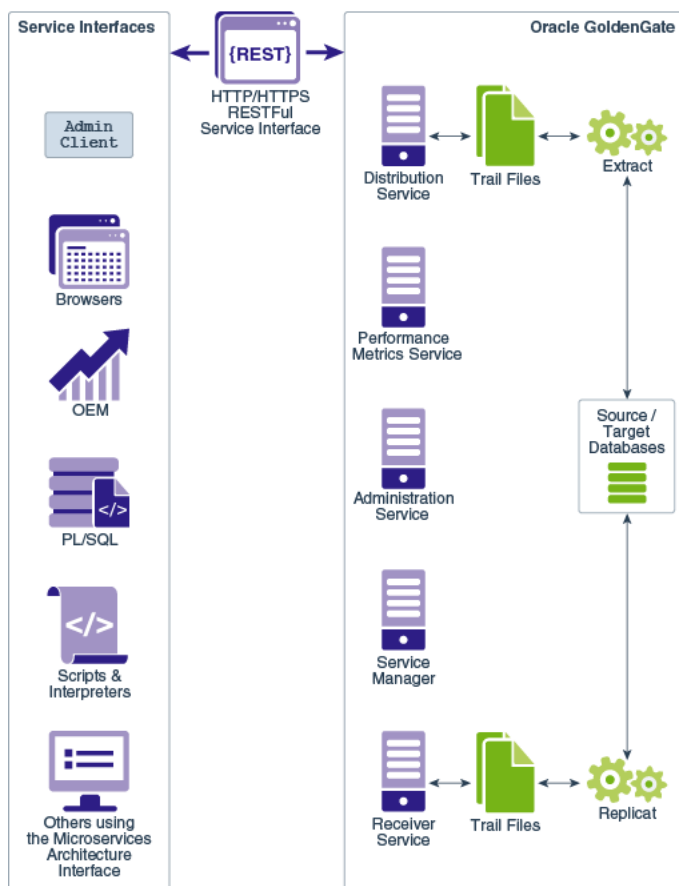 Service Interfaces
{REST}
HTTP/HTTPS
RESTFul
Service Interface
Oracle GoldenGate
Admin
Client
Browsers
OEM
</>
PL/SQL
</>
Scripts &
Interpreters
Others using
the Microservices
Architecture
Interface
Distribution
Service
Trail Files
Extract
Performance
Metrics Service
Source /
Target
Databases
Administration
Service
Service
Manager
Receiver
Service
Trail Files
Replicat